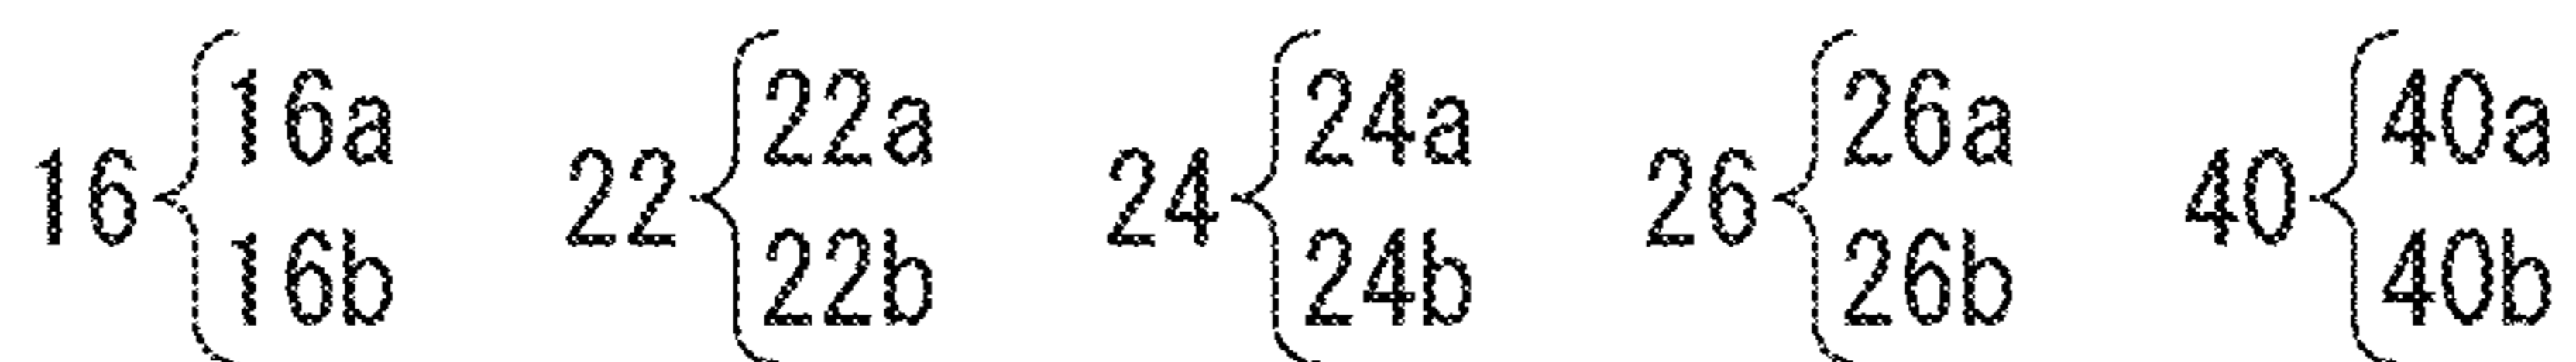 16a 22a 24a 26a 40a
16 { 22 { 24 { 26 { 40 {
16b 22b 24b 26b 40b